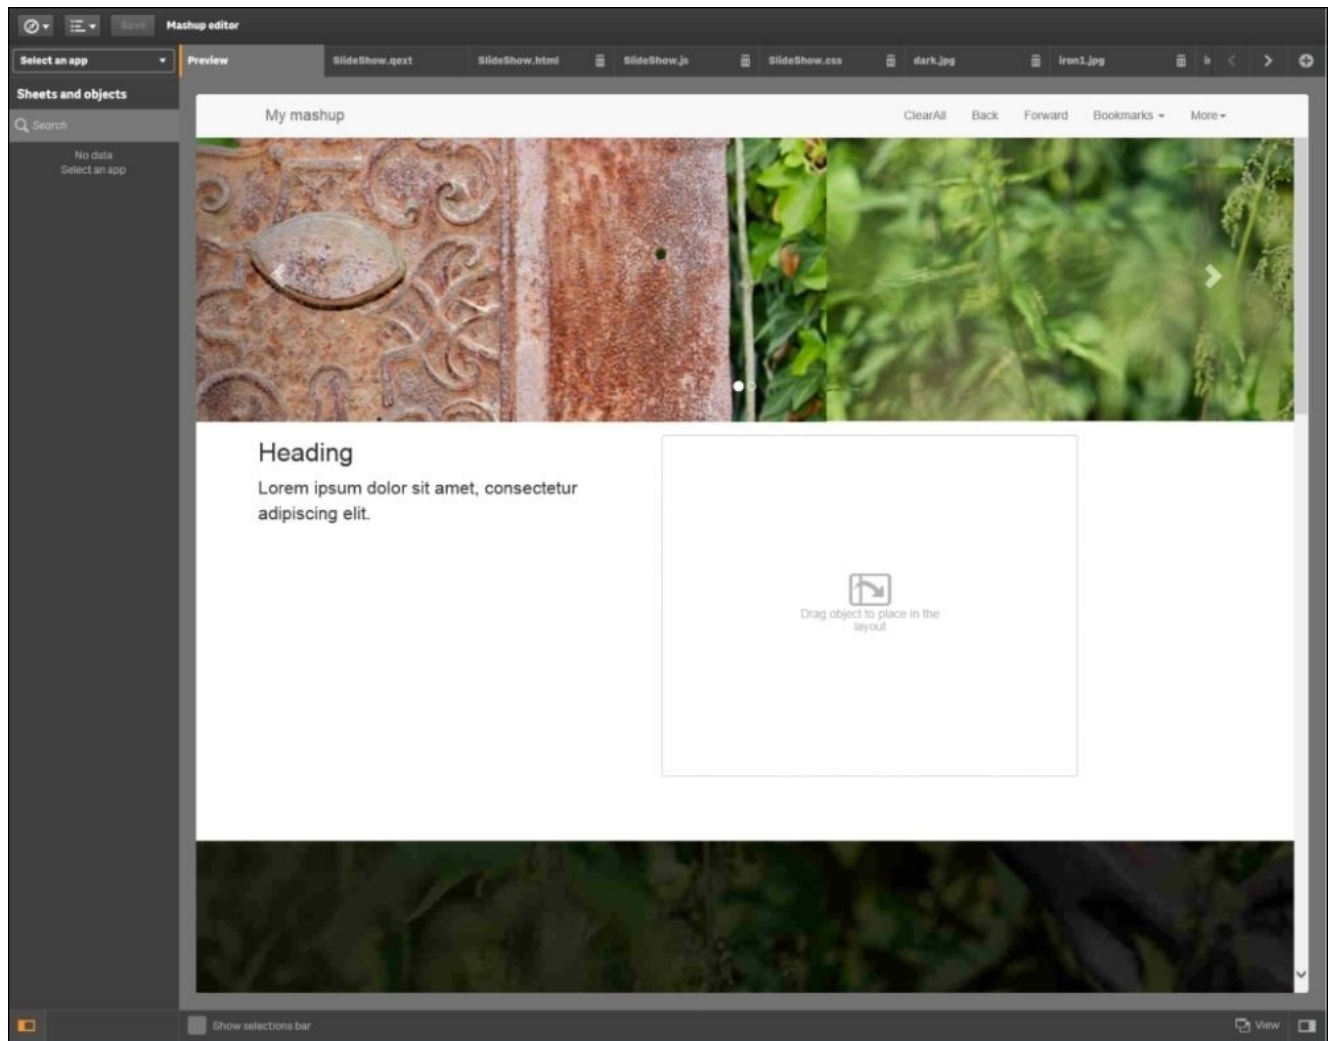 Save Mashup editor
Select an app Preview SlideShow.qext SlideShow.html SlideShow.js SlideShow.css dark.jpg iron1.jpg
Sheets and objects
Search
No data
Select an app
My mashup ClearAll Back Forward Bookmarks More
Heading
Lorem ipsum dolor sit amet, consectetur
adipiscing elit.
Drag object to place in the
layout
Show selections bar View